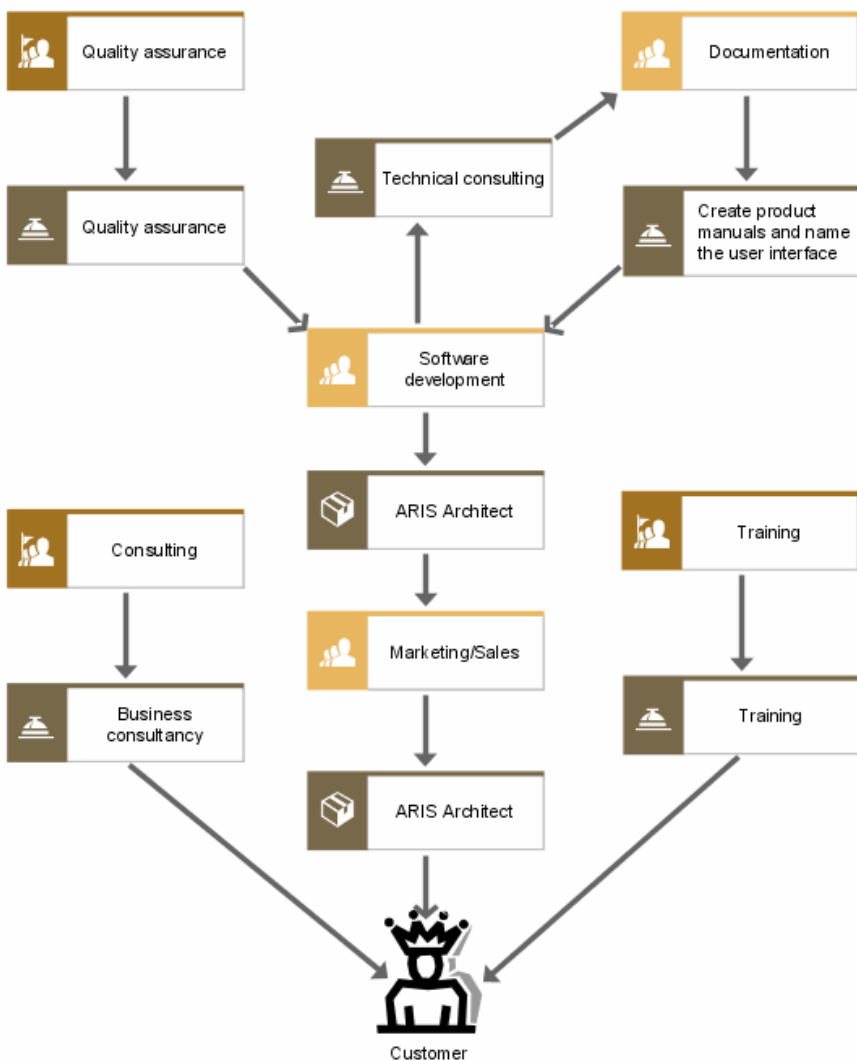 Quality assurance
Documentation
Technical consulting
Quality assurance
Create product
manuals and name
the user interface
Software
development
ARIS Architect
Consulting
Training
Marketing/Sales
Business
consultancy
Training
ARIS Architect
Customer